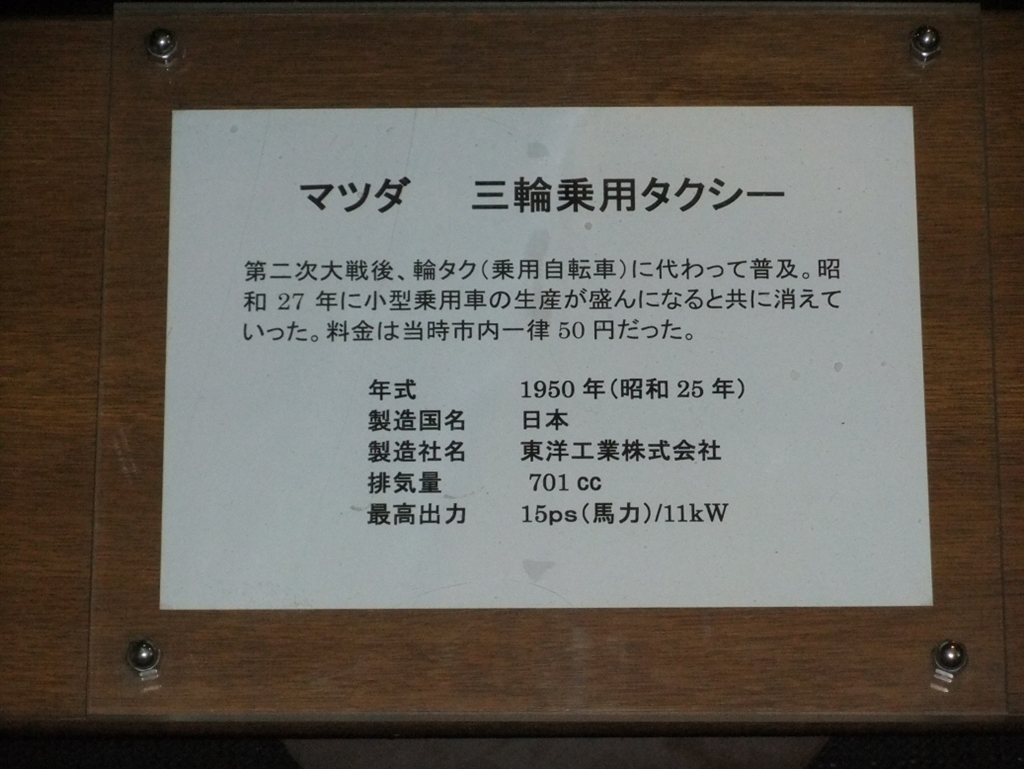 マツダ　三輪乗用タクシー
第二次大戦後、輪タク(乗用自転車)に代わって普及。昭
和 27 年に小型乗用車の生産が盛んになると共に消えて
いった。料金は当時市内一律 50 円だった。
年式　1950 年(昭和 25 年)
製造国名　日本
製造社名　東洋工業株式会社
排気量　701 cc
最高出力　15ps(馬力)/11kW